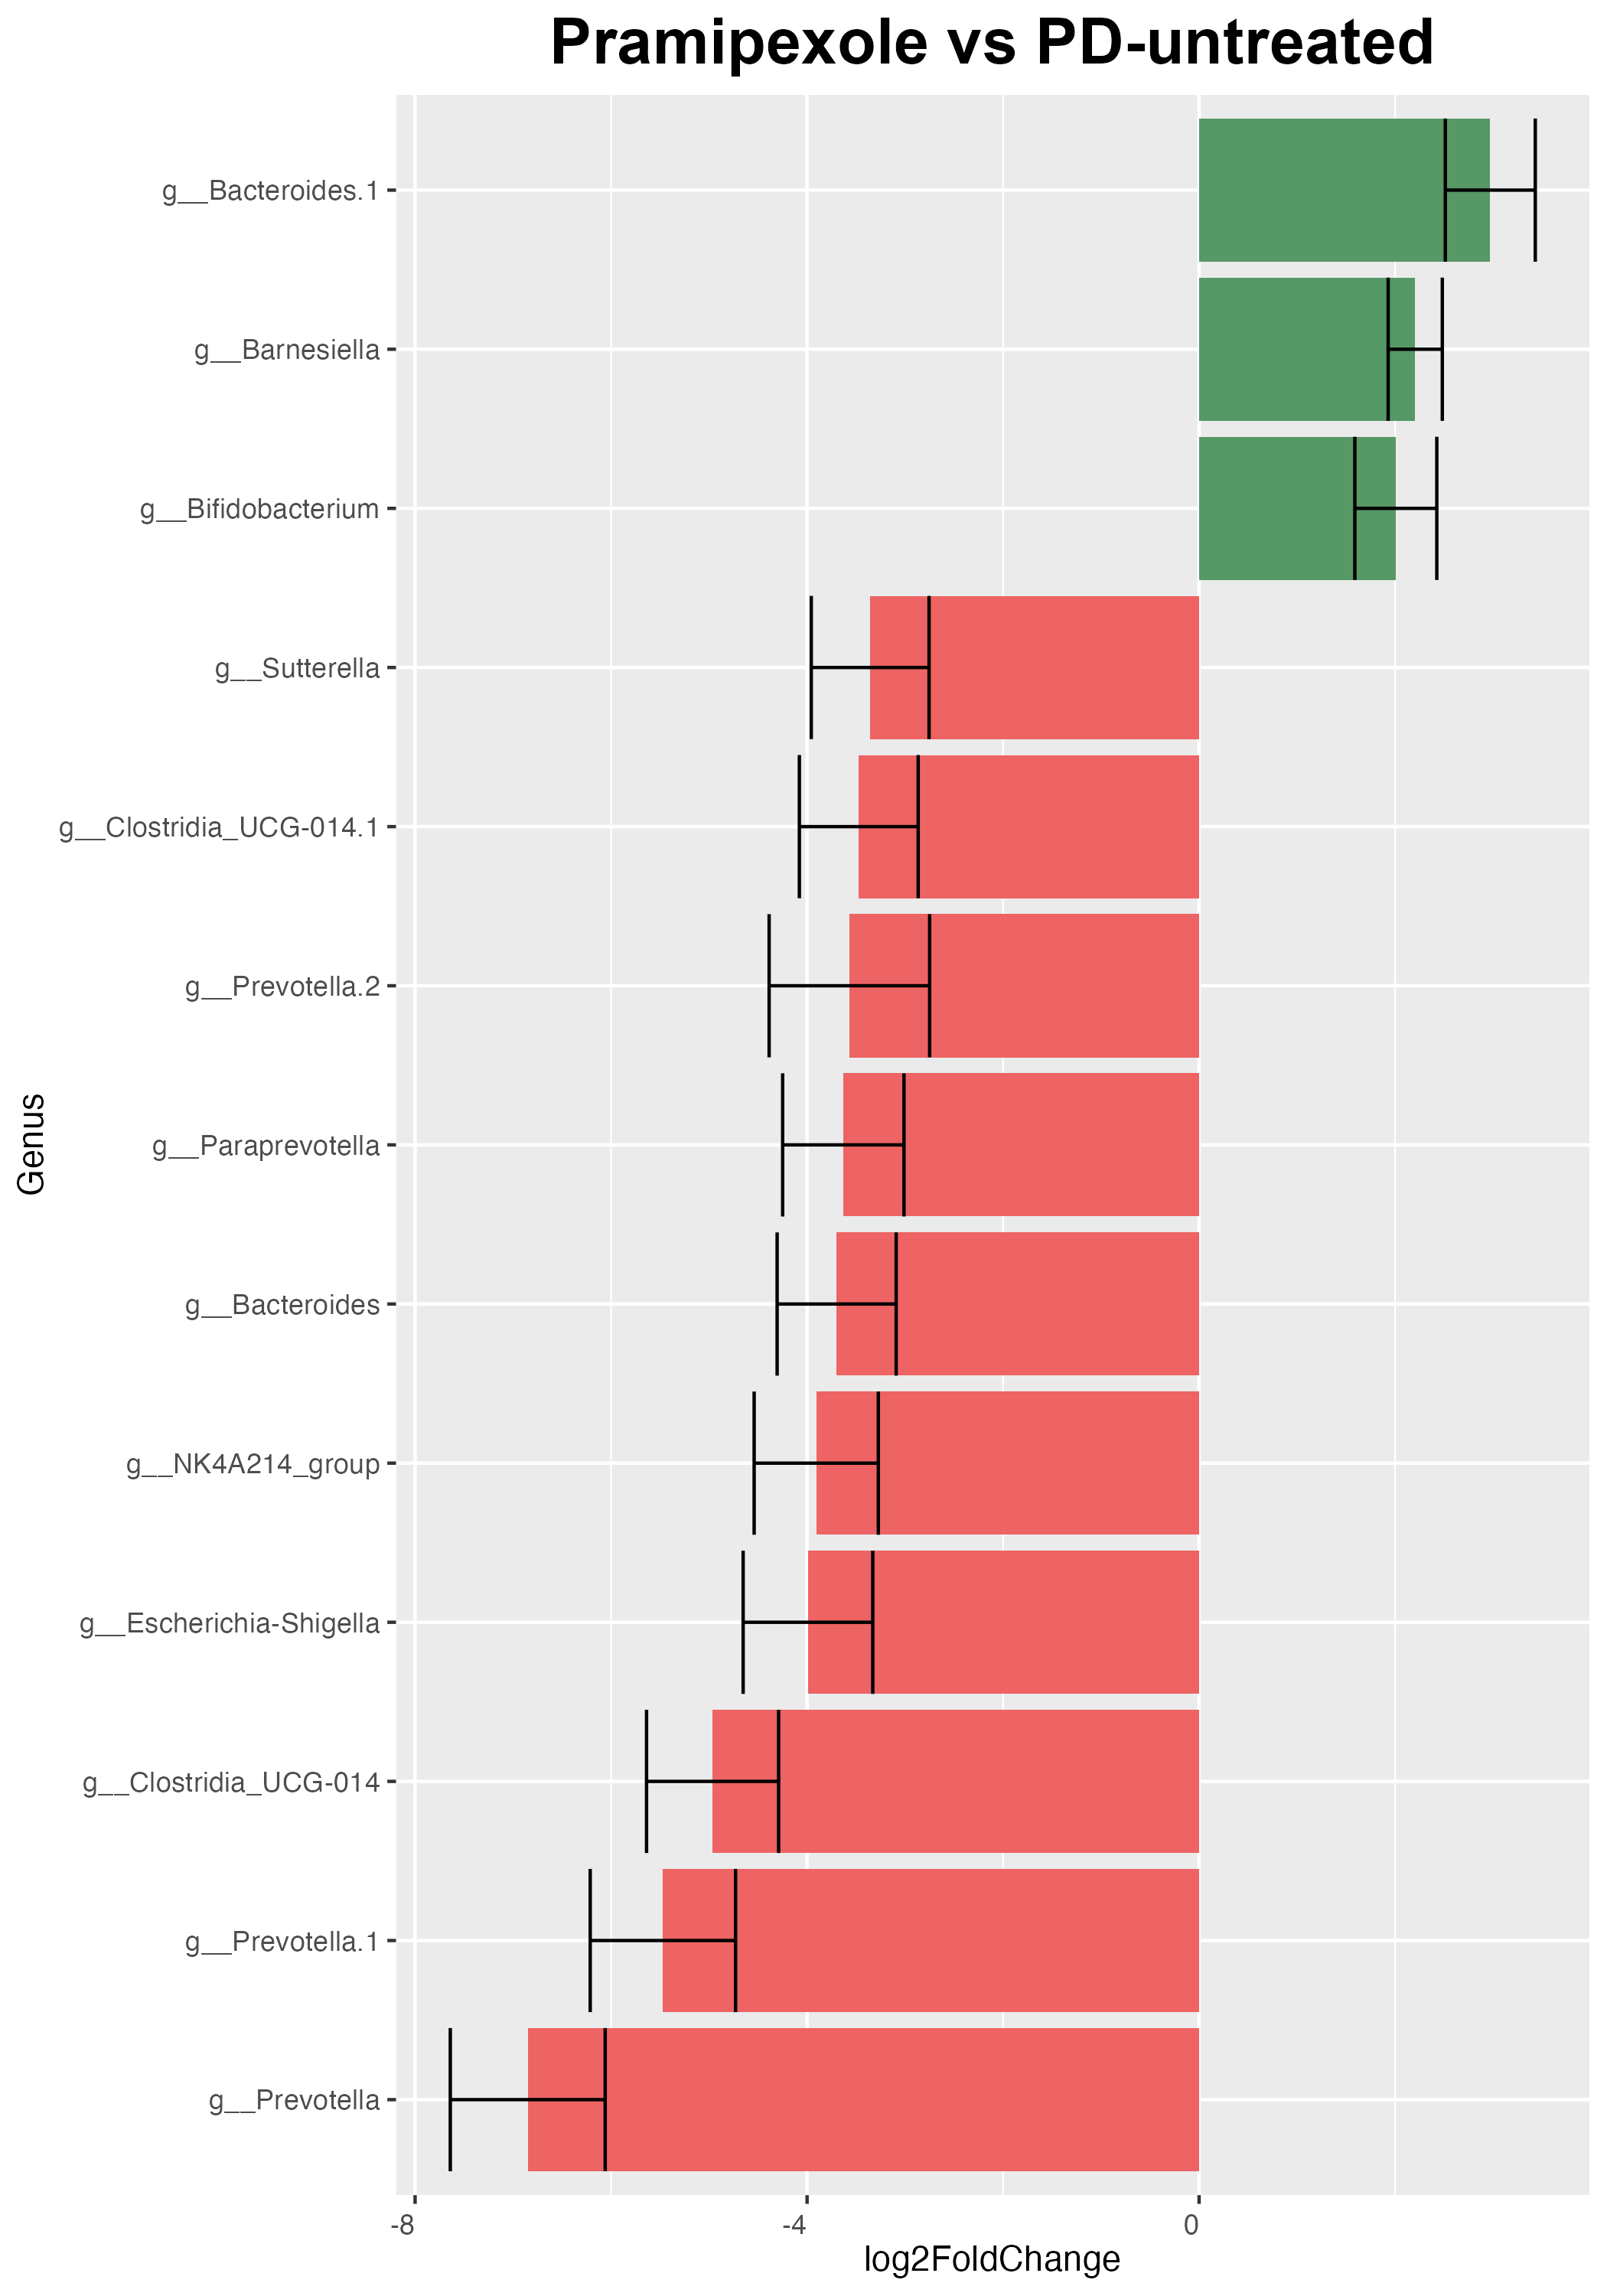 Pramipexole vs PD-untreated
g__Bacteroides.1
g__Barnesiella
g__Bifidobacterium
g__Sutterella
g__Clostridia_UCG-014.1
g__Prevotella.2
g__Paraprevotella
g__Bacteroides
g__NK4A214_group
g__Escherichia-Shigella
g__Clostridia_UCG-014
g__Prevotella.1
g__Prevotella
Genus
-8 -4 0
log2FoldChange